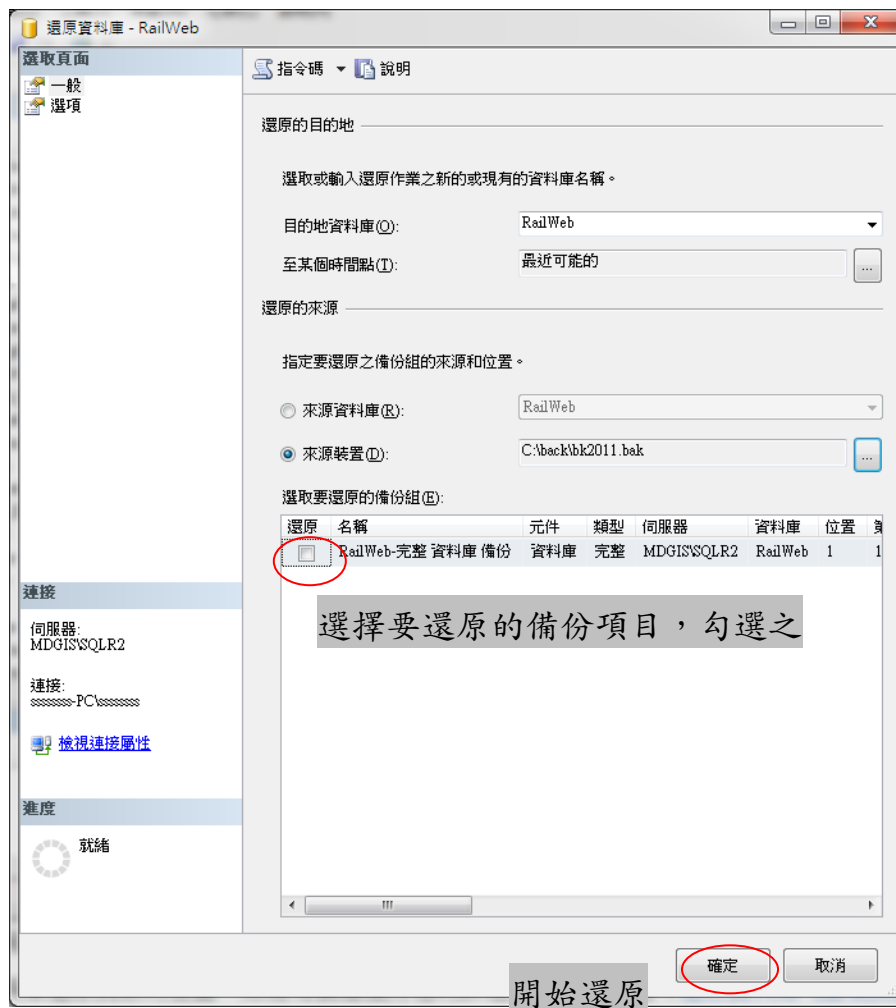 還原資料庫 - RailWeb
選取頁面
一般
選項
指令碼 說明
還原的目的地
選取或輸入還原作業之新的或現有的資料庫名稱。
目的地資料庫(O): RailWeb
至某個時間點(T): 最近可能的 ...
還原的來源
指定要還原之備份組的來源和位置。
來源資料庫(R): RailWeb
來源裝置(D): C:\back\bk2011.bak ...
選取要還原的備份組(E):
還原 名稱 元件 類型 伺服器 資料庫 位置 第
RailWeb-完整 資料庫 備份 資料庫 完整 MDGIS\SQLR2 RailWeb 1 1
選擇要還原的備份項目，勾選之
連接
伺服器:
MDGIS\SQLR2
連接:
檢視連接屬性
進度
就緒
確定 取消
開始還原